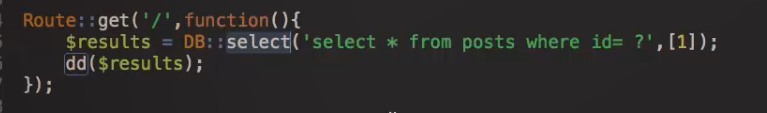 Route::get('/',function(){
    $results = DB::select('select * from posts where id= ?',[1]);
    dd($results);
});